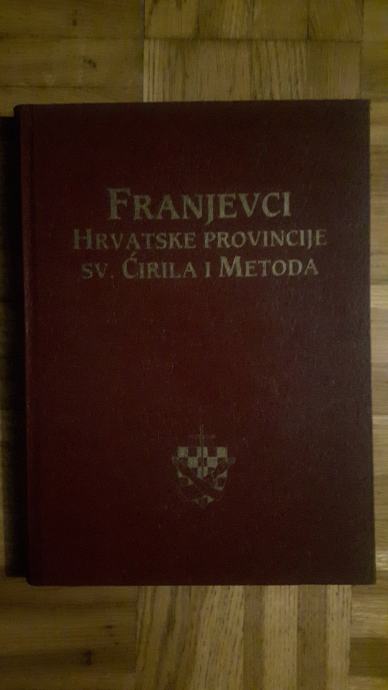 FRANJEVCI
HRVATSKE PROVINCIJE
SV. ĆIRILA I METODA